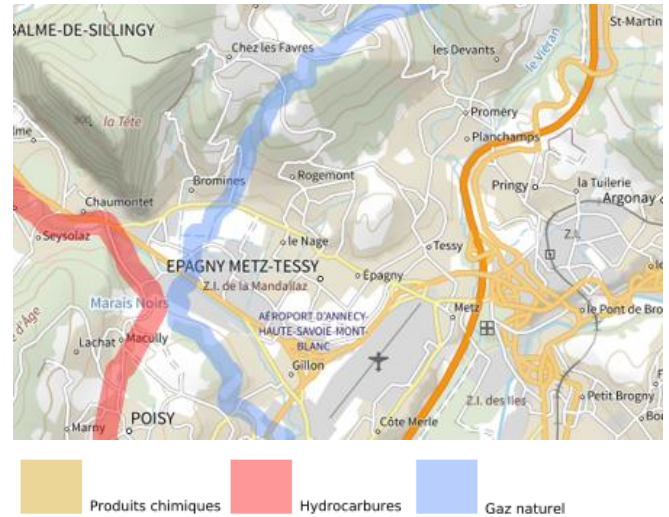 BALME-DE-SILLINGY
St-Martin
Chez les Favres
les Devants
le Viéran
la Tête
Proméry
Planchamps
Bromines
Rogemont
Pringy
la Tuilerie
Argonay
Chaumontet
Seysolaz
le Nage
Tessy
Z.I.
EPAGNY METZ-TESSY
Épagny
Z.I. de la Mandallaz
Marais Noirs
Metz
le Pont de Bro
d'Âge
AÉROPORT D'ANNECY-
HAUTE-SAVOIE-MONT-
BLANC
Lachat
Macully
Gillon
Petit Brogny
Z.I. des Iles
POISY
Marny
Côte Merle
Produits chimiques
Hydrocarbures
Gaz naturel